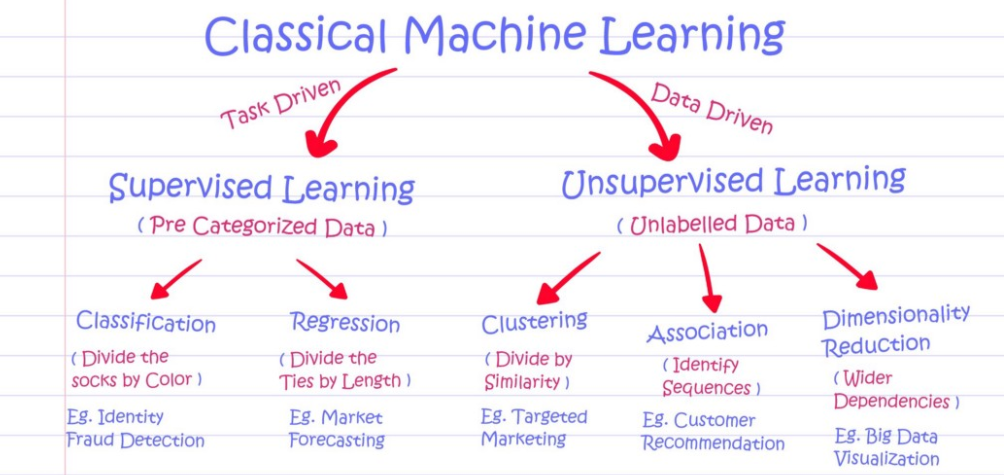 Classical Machine Learning
Task Driven
Data Driven
Supervised Learning
( Pre Categorized Data )
Unsupervised Learning
( Unlabelled Data )
Classification
( Divide the
socks by Color )
Eg. Identity
Fraud Detection
Regression
( Divide the
Ties by Length )
Eg. Market
Forecasting
Clustering
( Divide by
Similarity )
Eg. Targeted
Marketing
Association
( Identify
Sequences )
Eg. Customer
Recommendation
Dimensionality
Reduction
( Wider
Dependencies )
Eg. Big Data
Visualization